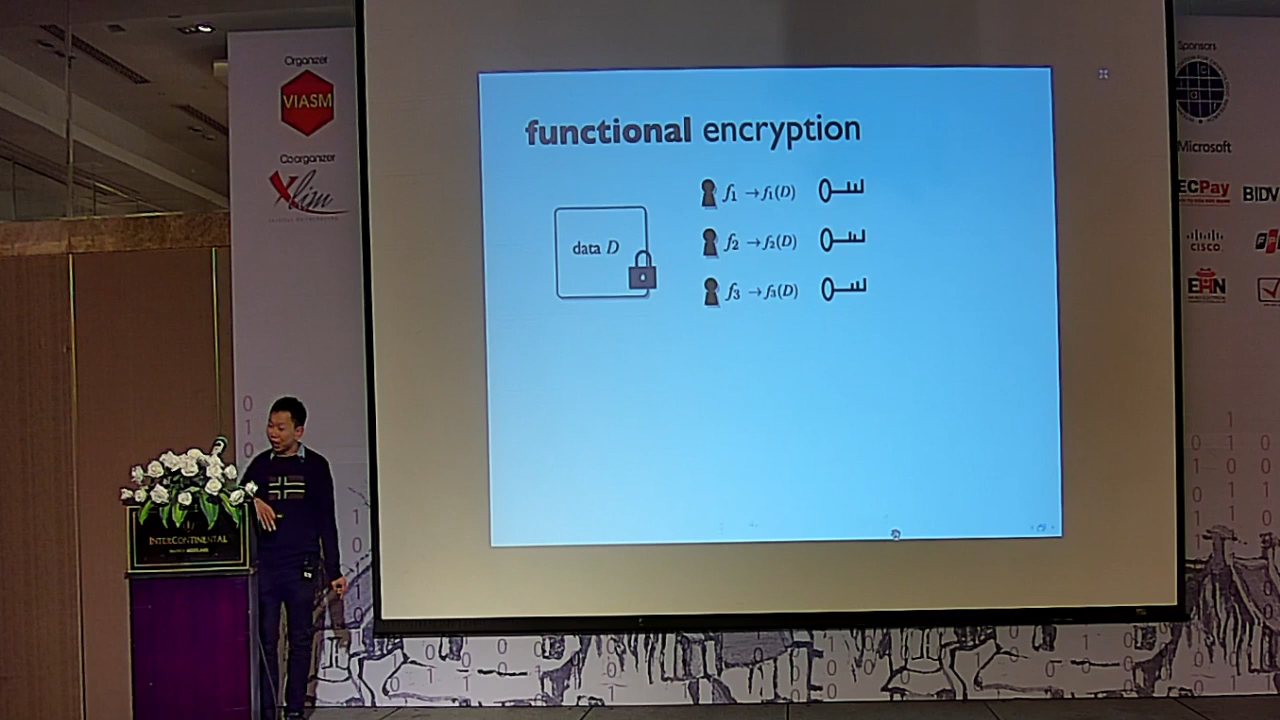 Organizer
VIASM
Coorganizer
Xlim
functional encryption
data D
f₁ →f₁(D)
f₂ →f₂(D)
f₃ →f₃(D)
INTERCONTINENTAL
Sponsors
Microsoft
ECPay
BIDV
CISCO